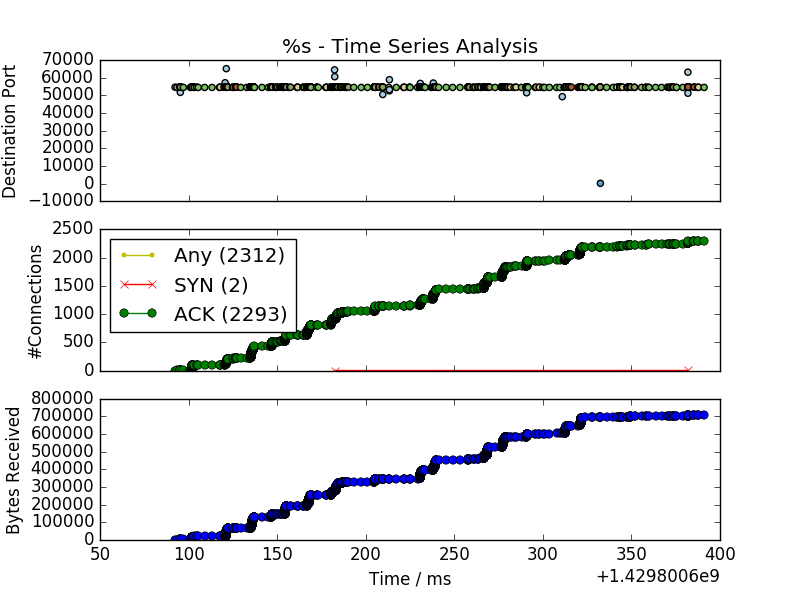 %s - Time Series Analysis
Destination Port
70000
60000
50000
40000
30000
20000
10000
0
−10000
#Connections
2500
2000
1500
1000
500
0
Any (2312)
SYN (2)
ACK (2293)
Bytes Received
800000
700000
600000
500000
400000
300000
200000
100000
0
50 100 150 200 250 300 350 400
Time / ms
+1.4298006e9